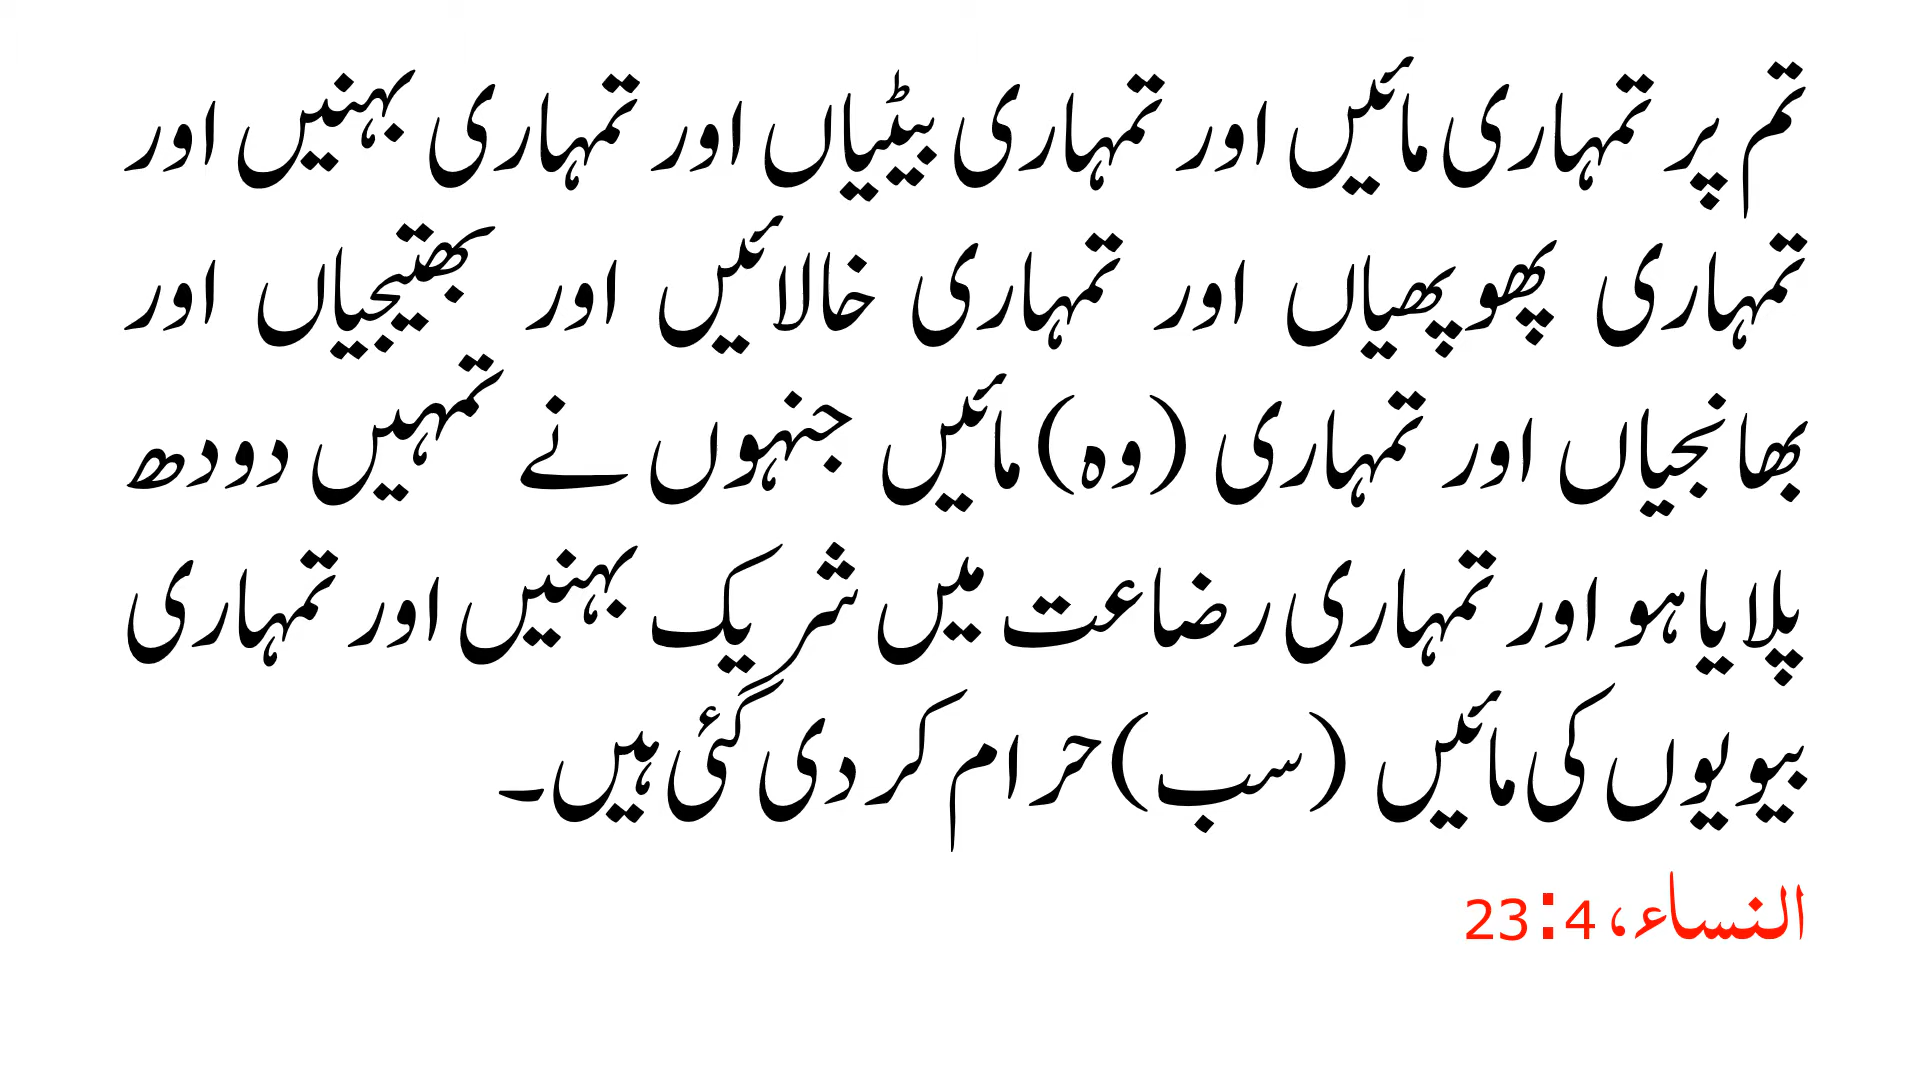 تم پر تمہاری مائیں اور تمہاری بیٹیاں اور تمہاری بہنیں اور
تمہاری پھوپھیاں اور تمہاری خالائیں اور بھتیجیاں اور
بھانجیاں اور تمہاری (وہ) مائیں جنہوں نے تمہیں دودھ
پلایا ہو اور تمہاری رضاعت میں شریک بہنیں اور تمہاری
بیویوں کی مائیں (سب) حرام کر دی گئی ہیں۔
النساء، 4:23